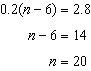 0.2(n − 6) = 2.8
n − 6 = 14
n = 20